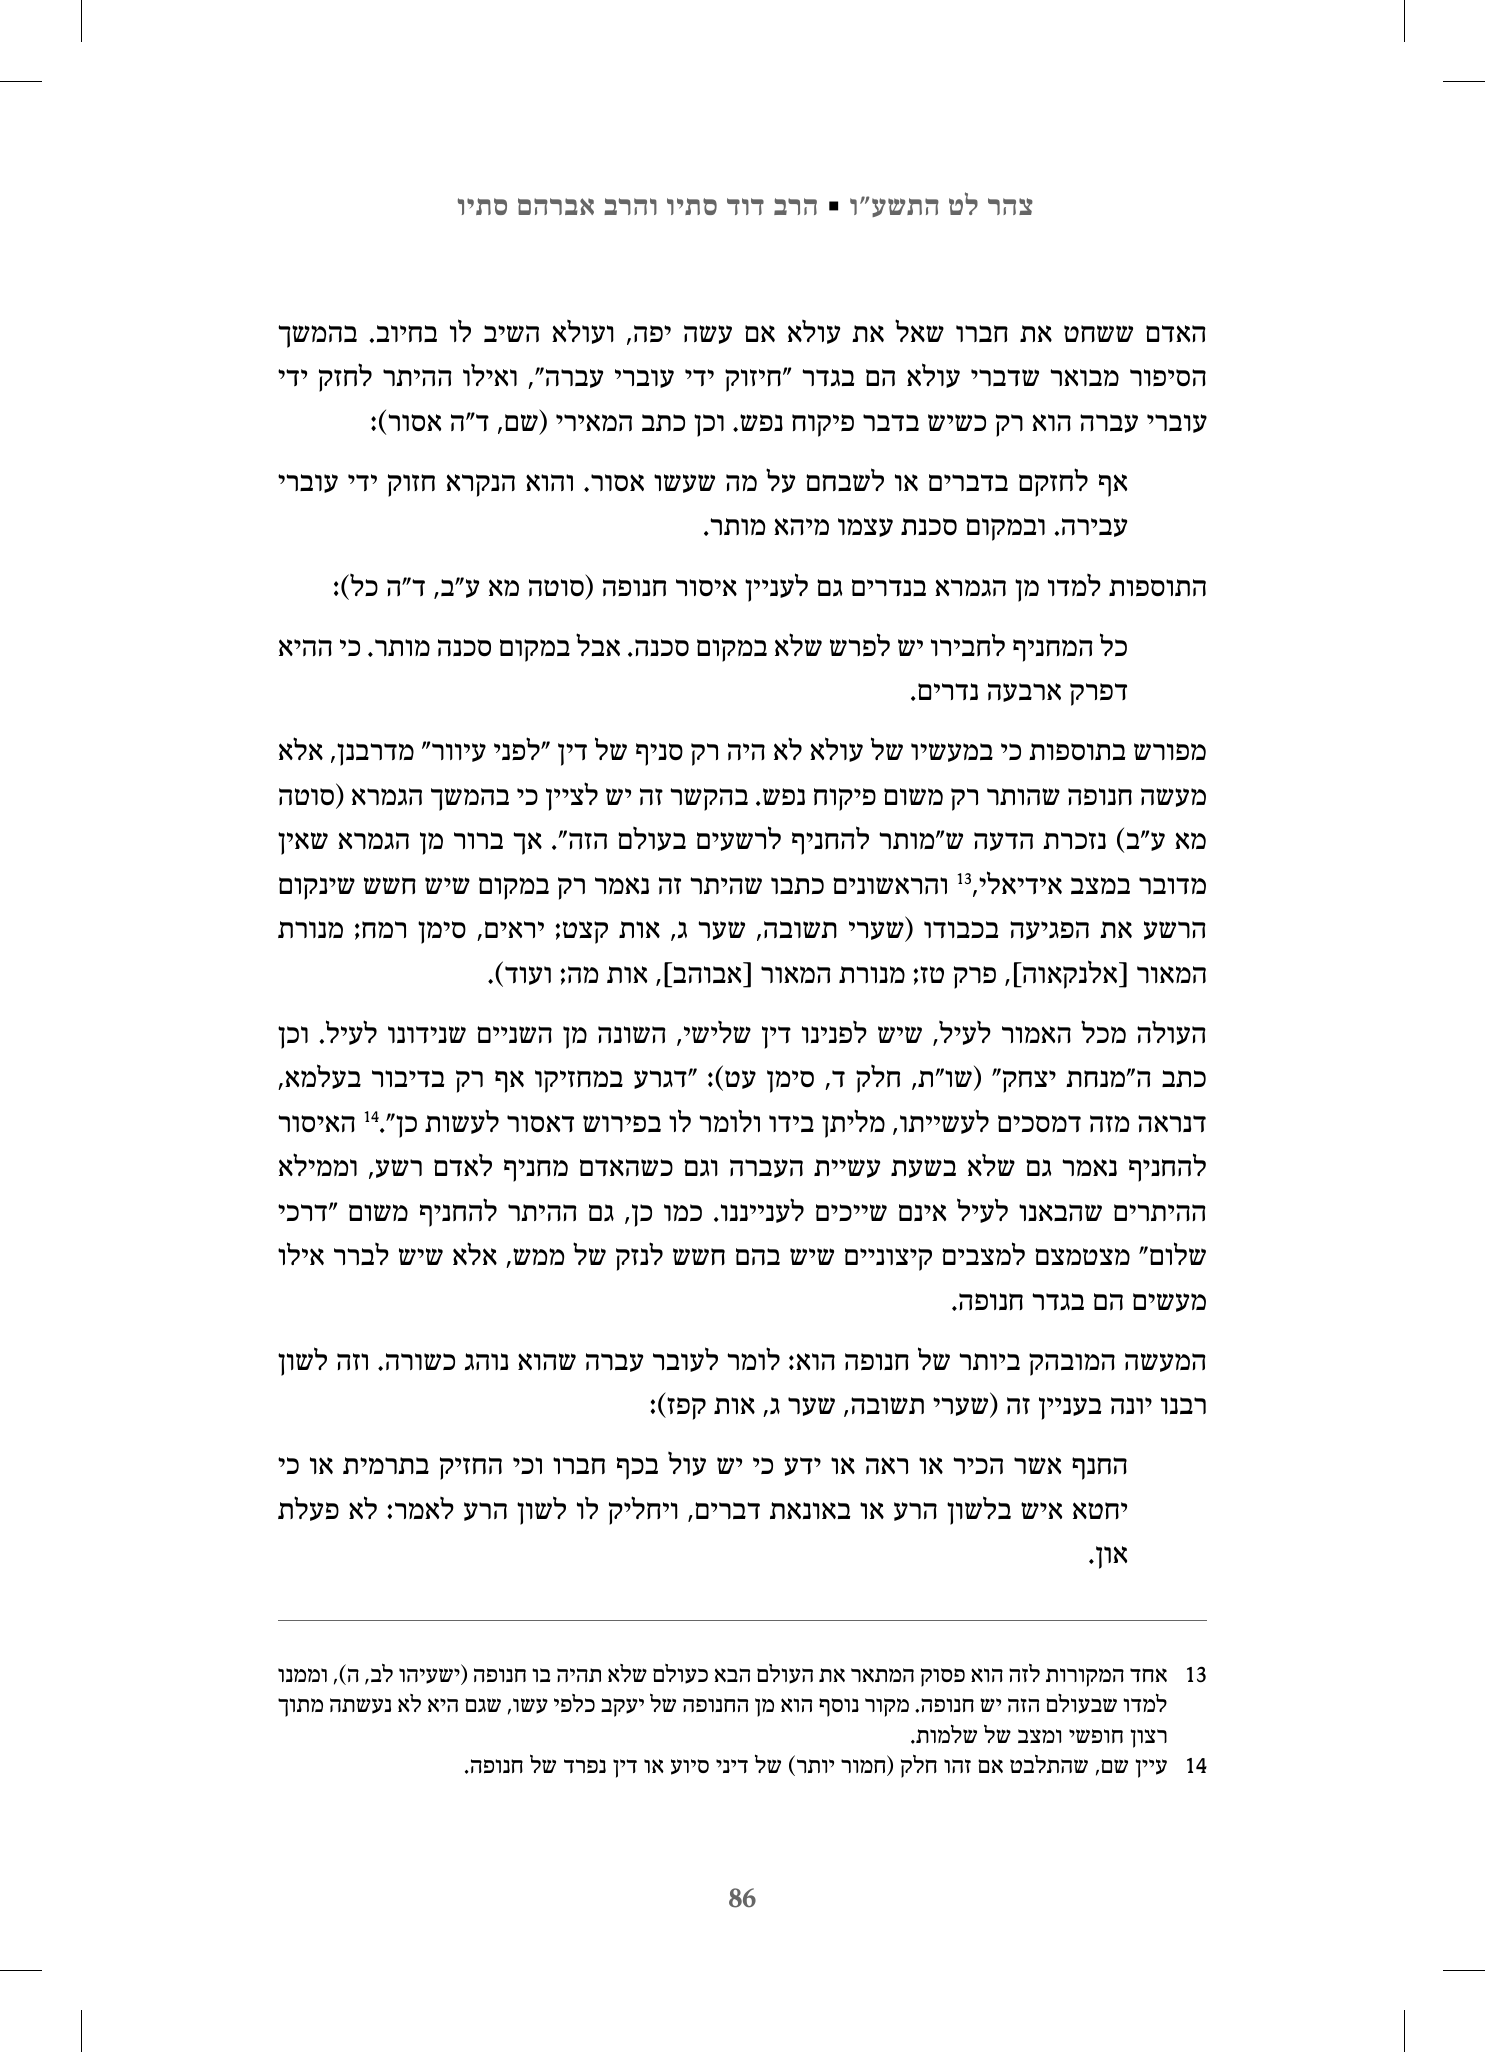 צהר לט התשע"ו ▪ הרב דוד סתיו והרב אברהם סתיו
האדם ששחט את חברו שאל את עולא אם עשה יפה, ועולא השיב לו בחיוב. בהמשך
הסיפור מבואר שדברי עולא הם בגדר "חיזוק ידי עוברי עברה", ואילו ההיתר לחזק ידי
עוברי עברה הוא רק כשיש בדבר פיקוח נפש. וכן כתב המאירי (שם, ד"ה אסור):
אף לחזקם בדברים או לשבחם על מה שעשו אסור. והוא הנקרא חזוק ידי עוברי
עבירה. ובמקום סכנת עצמו מיהא מותר.
התוספות למדו מן הגמרא בנדרים גם לעניין איסור חנופה (סוטה מא ע"ב, ד"ה כל):
כל המחניף לחבירו יש לפרש שלא במקום סכנה. אבל במקום סכנה מותר. כי ההיא
דפרק ארבעה נדרים.
מפורש בתוספות כי במעשיו של עולא לא היה רק סניף של דין "לפני עיוור" מדרבנן, אלא
מעשה חנופה שהותר רק משום פיקוח נפש. בהקשר זה יש לציין כי בהמשך הגמרא (סוטה
מא ע"ב) נזכרת הדעה ש"מותר להחניף לרשעים בעולם הזה". אך ברור מן הגמרא שאין
מדובר במצב אידיאלי,13 והראשונים כתבו שהיתר זה נאמר רק במקום שיש חשש שינקום
הרשע את הפגיעה בכבודו (שערי תשובה, שער ג, אות קצט; יראים, סימן רמח; מנורת
המאור [אלנקאוה], פרק טז; מנורת המאור [אבוהב], אות מה; ועוד).
העולה מכל האמור לעיל, שיש לפנינו דין שלישי, השונה מן השניים שנידונו לעיל. וכן
כתב ה"מנחת יצחק" (שו"ת, חלק ד, סימן עט): "דגרע במחזיקו אף רק בדיבור בעלמא,
דנראה מזה דמסכים לעשייתו, מליתן בידו ולומר לו בפירוש דאסור לעשות כן".14 האיסור
להחניף נאמר גם שלא בשעת עשיית העברה וגם כשהאדם מחניף לאדם רשע, וממילא
ההיתרים שהבאנו לעיל אינם שייכים לענייננו. כמו כן, גם ההיתר להחניף משום "דרכי
שלום" מצטמצם למצבים קיצוניים שיש בהם חשש לנזק של ממש, אלא שיש לברר אילו
מעשים הם בגדר חנופה.
המעשה המובהק ביותר של חנופה הוא: לומר לעובר עברה שהוא נוהג כשורה. וזה לשון
רבנו יונה בעניין זה (שערי תשובה, שער ג, אות קפז):
החנף אשר הכיר או ראה או ידע כי יש עול בכף חברו וכי החזיק בתרמית או כי
יחטא איש בלשון הרע או באונאת דברים, ויחליק לו לשון הרע לאמר: לא פעלת
און.
13 אחד המקורות לזה הוא פסוק המתאר את העולם הבא כעולם שלא תהיה בו חנופה (ישעיהו לב, ה), וממנו
למדו שבעולם הזה יש חנופה. מקור נוסף הוא מן החנופה של יעקב כלפי עשו, שגם היא לא נעשתה מתוך
רצון חופשי ומצב של שלמות.
14 עיין שם, שהתלבט אם זהו חלק (חמור יותר) של דיני סיוע או דין נפרד של חנופה.
86